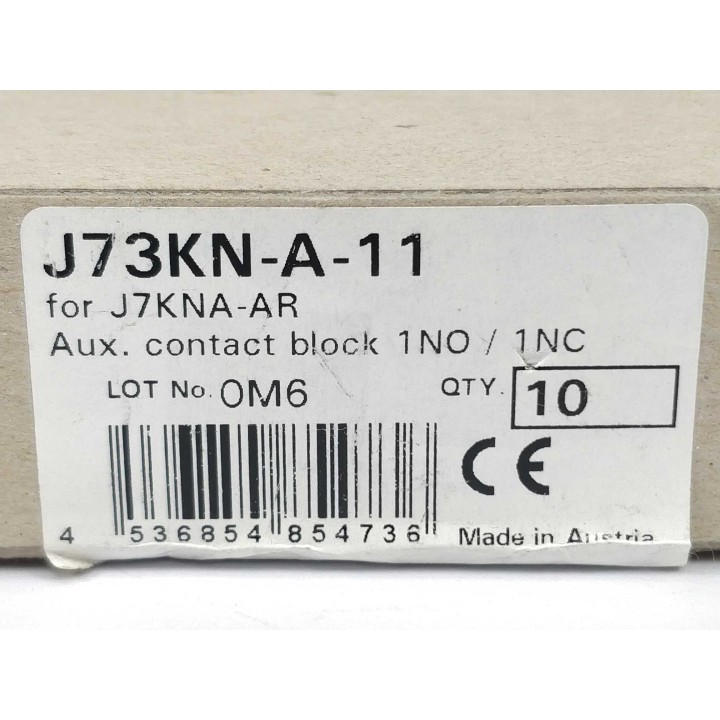 J73KN-A-11
for J7KNA-AR
Aux. contact block 1NO / 1NC
LOT No. 0M6 QTY. 10
CE
4 536854 854736 Made in Austria